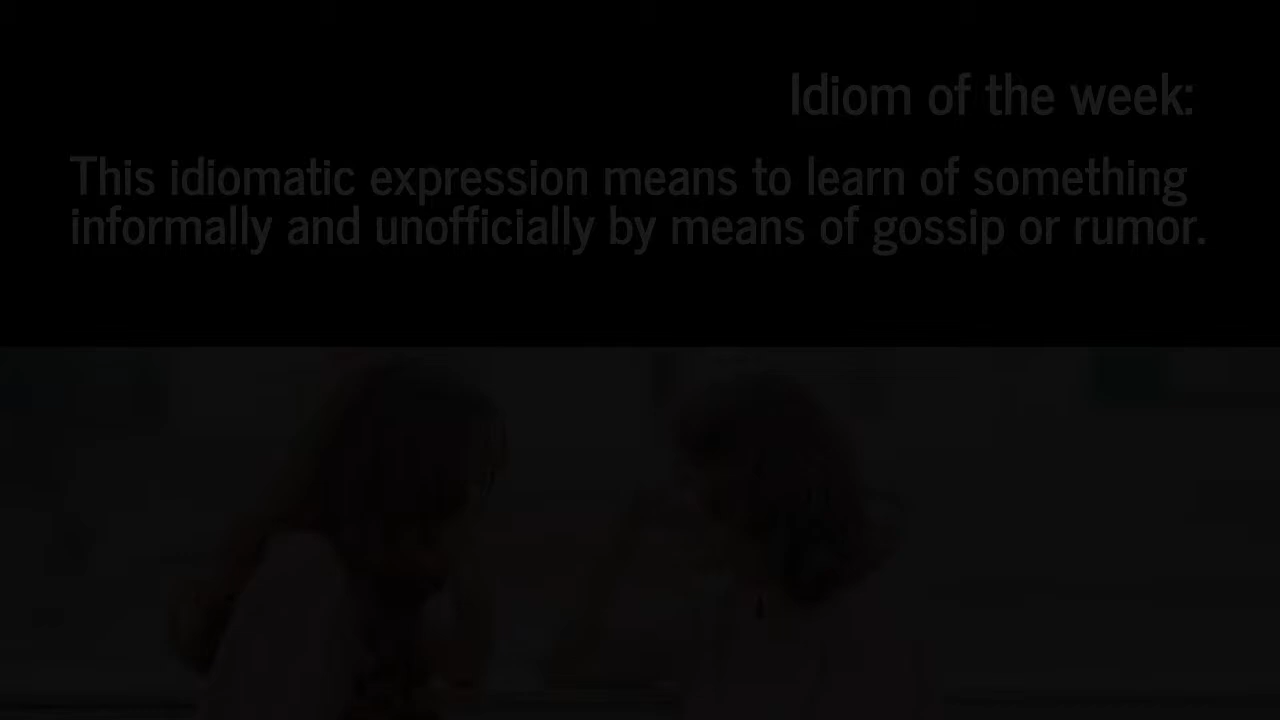 Idiom of the week:
This idiomatic expression means to learn of something
informally and unofficially by means of gossip or rumor.